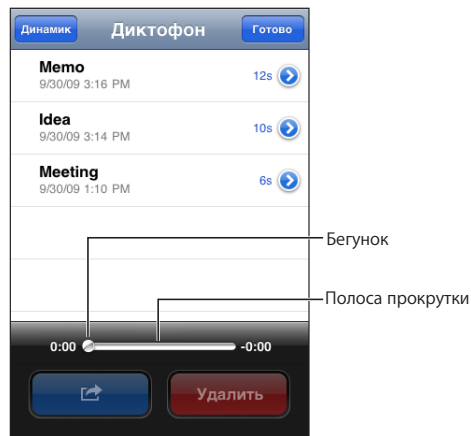 Динамик Диктофон Готово
Memo
9/30/09 3:16 PM 12s
Idea
9/30/09 3:14 PM 10s
Meeting
9/30/09 1:10 PM 6s
Бегунок
Полоса прокрутки
0:00 -0:00
Удалить